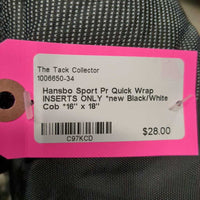 The Tack Collector
1006650-34
Hansbo Sport Pr Quick Wrap
INSERTS ONLY *new Black/White
Cob *16" x 18"
$28.00
C97KCD